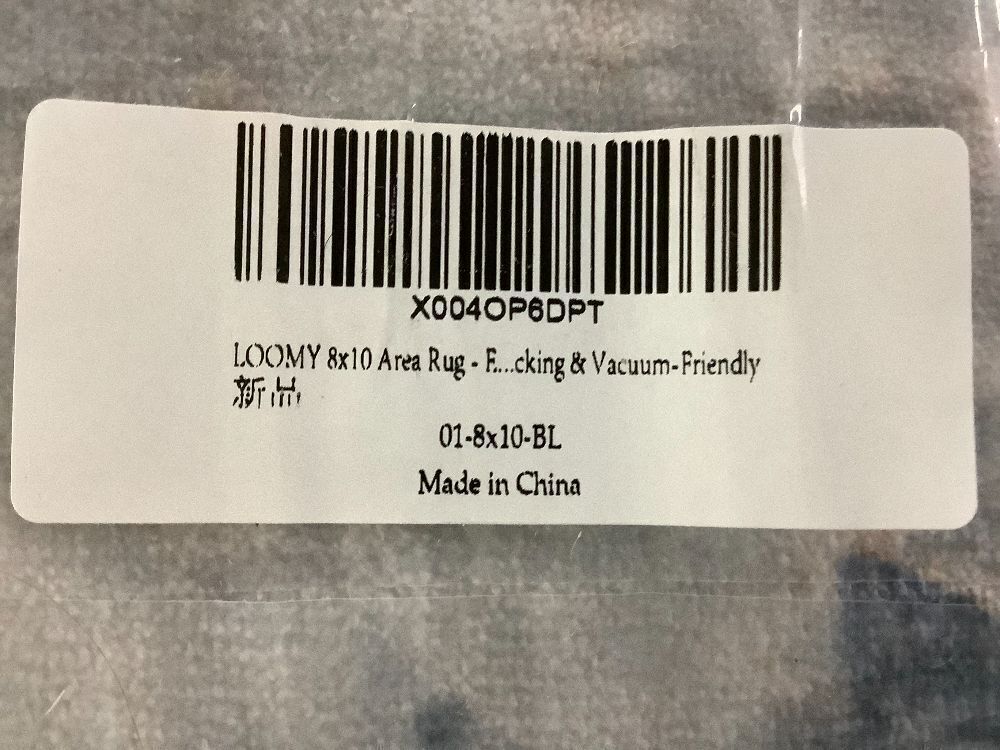 X004OP6DPT
LOOMY 8x10 Area Rug - E...cking & Vacuum-Friendly
新品
01-8x10-BL
Made in China